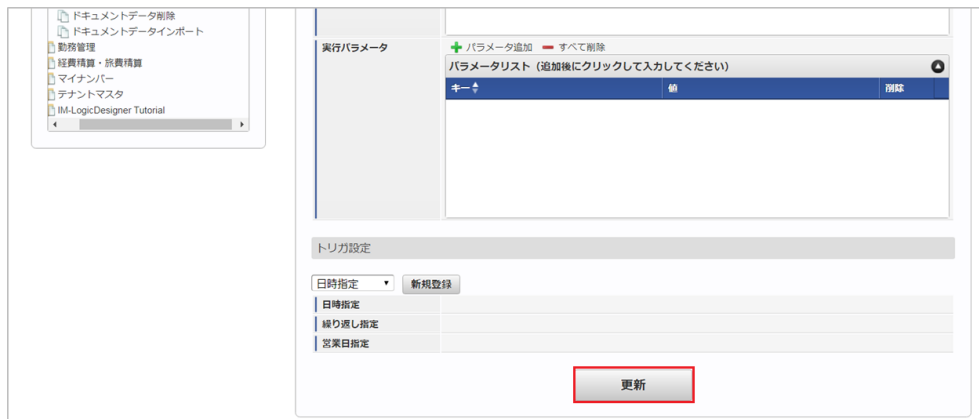 ドキュメントデータ削除
ドキュメントデータインポート
勤務管理
経費精算・旅費精算
マイナンバー
テナントマスタ
IM-LogicDesigner Tutorial
実行パラメータ
パラメータ追加 すべて削除
パラメータリスト（追加後にクリックして入力してください）
キー 値 削除
トリガ設定
日時指定 新規登録
日時指定
繰り返し指定
営業日指定
更新